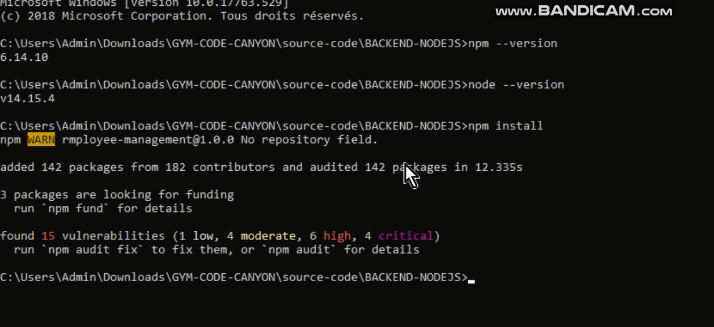 Microsoft Windows [version 10.0.17763.529]
(c) 2018 Microsoft Corporation. Tous droits réservés.
www.BANDICAM.com
C:\Users\Admin\Downloads\GYM-CODE-CANYON\source-code\BACKEND-NODEJS>npm --version
6.14.10
C:\Users\Admin\Downloads\GYM-CODE-CANYON\source-code\BACKEND-NODEJS>node --version
v14.15.4
C:\Users\Admin\Downloads\GYM-CODE-CANYON\source-code\BACKEND-NODEJS>npm install
npm WARN rmployee-management@1.0.0 No repository field.
added 142 packages from 182 contributors and audited 142 packages in 12.335s
3 packages are looking for funding
run `npm fund` for details
found 15 vulnerabilities (1 low, 4 moderate, 6 high, 4 critical)
run `npm audit fix` to fix them, or `npm audit` for details
C:\Users\Admin\Downloads\GYM-CODE-CANYON\source-code\BACKEND-NODEJS>